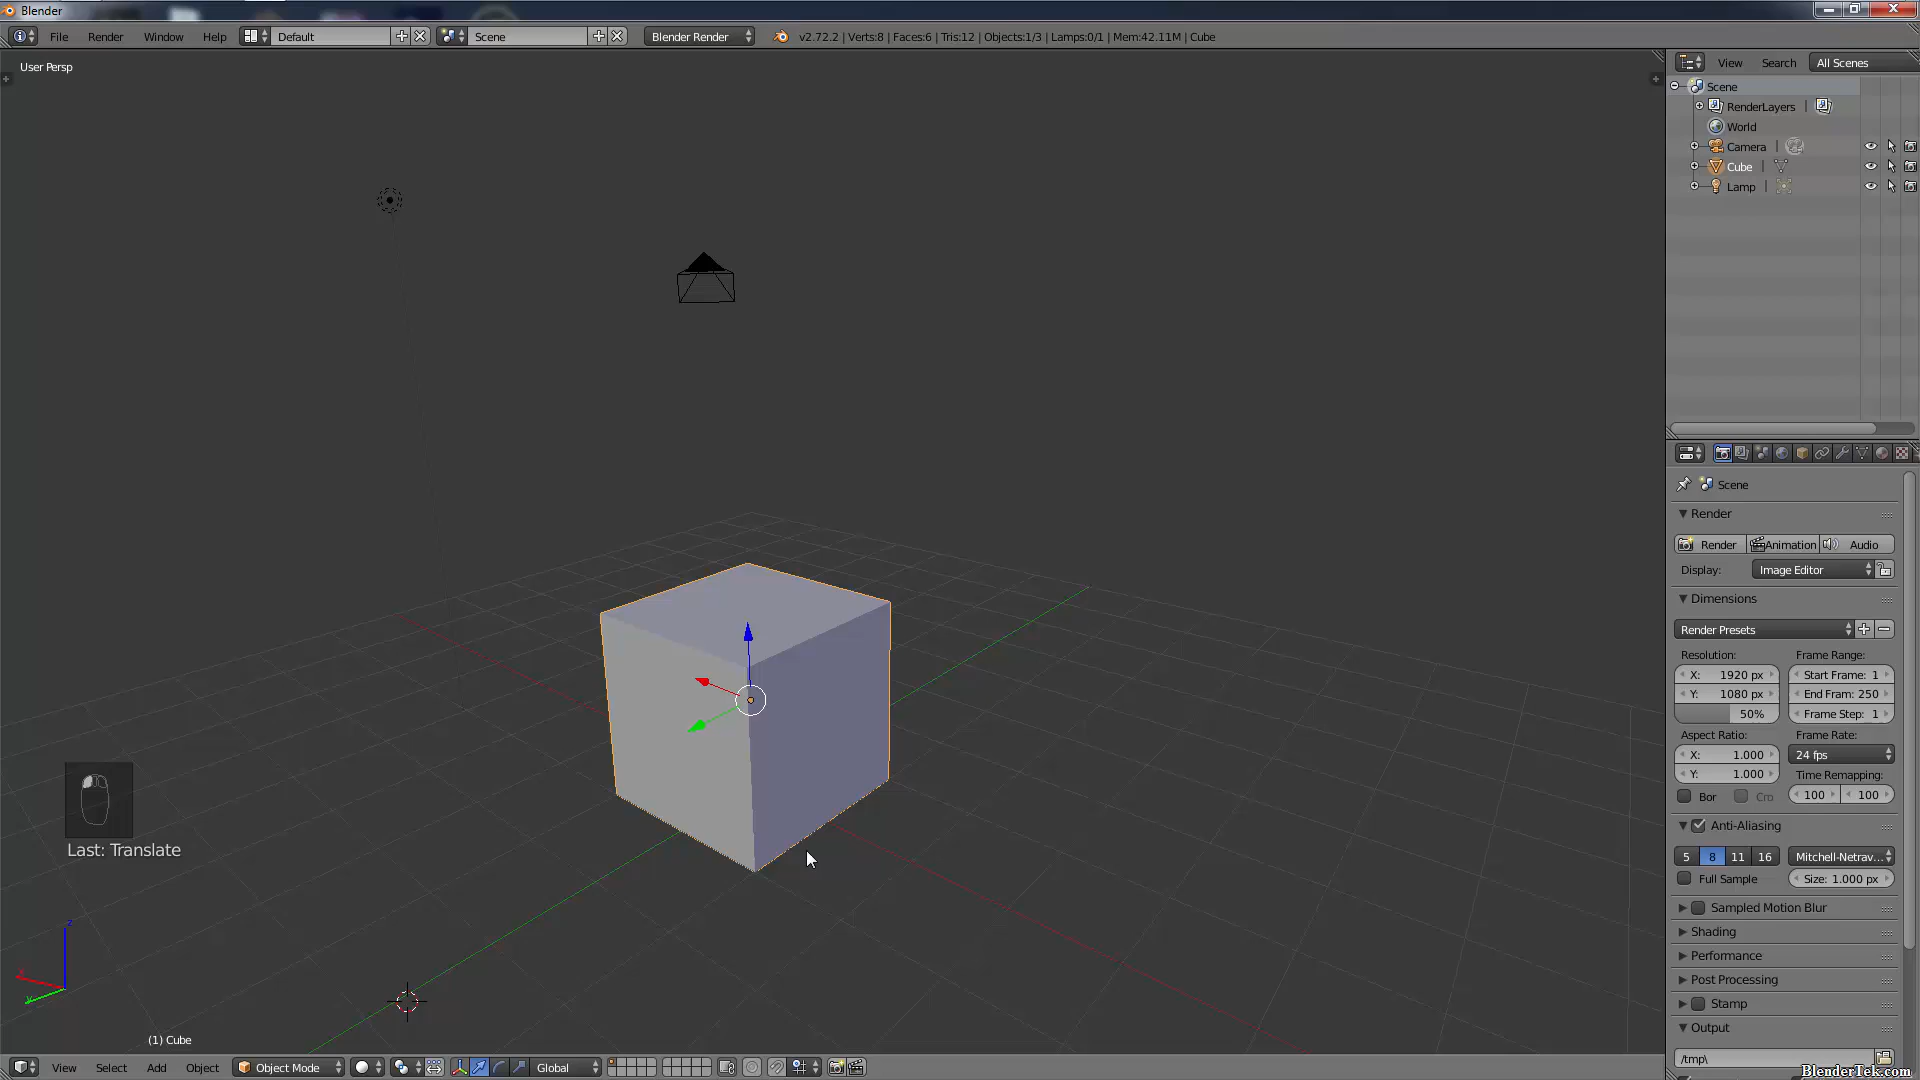 Blender
File Render Window Help Default Scene Blender Render v2.72.2 | Verts:8 | Faces:6 | Tris:12 | Objects:1/3 | Lamps:0/1 | Mem:42.11M | Cube
User Persp
View Search All Scenes
Scene
RenderLayers
World
Camera
Cube
Lamp
Scene
Render
Render Animation Audio
Display: Image Editor
Dimensions
Render Presets
Resolution: Frame Range:
X: 1920 px Start Frame: 1
Y: 1080 px End Fram: 250
50% Frame Step: 1
Aspect Ratio: Frame Rate:
X: 1.000 24 fps
Y: 1.000 Time Remapping:
Bor Cro 100 100
Anti-Aliasing
5 8 11 16 Mitchell-Netrav...
Full Sample Size: 1.000 px
Sampled Motion Blur
Shading
Performance
Post Processing
Stamp
Output
/tmp\
Last: Translate
z
x
y
(1) Cube
View Select Add Object Object Mode Global
BlenderTek.com